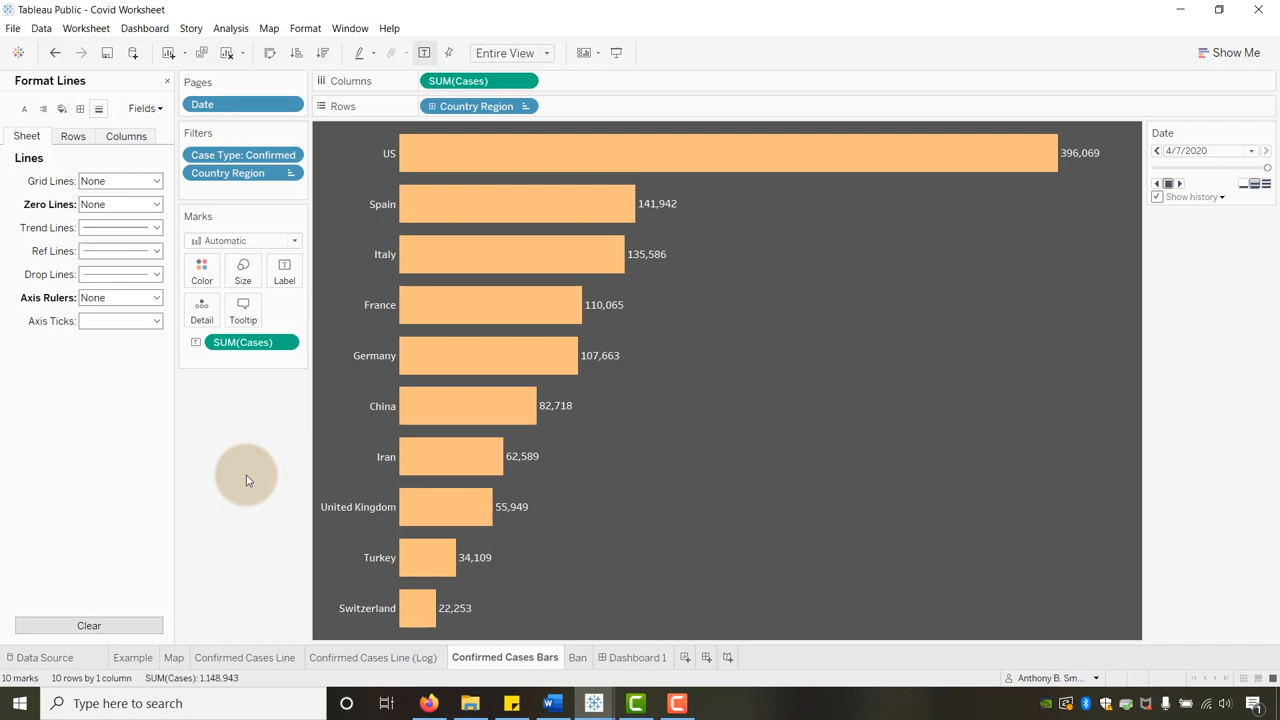 Tableau Public - Covid Worksheet
File Data Worksheet Dashboard Story Analysis Map Format Window Help
Entire View
Show Me
Format Lines
Fields
Sheet Rows Columns
Lines
Grid Lines: None
Zero Lines: None
Trend Lines:
Ref Lines:
Drop Lines:
Axis Rulers: None
Axis Ticks:
Clear
Pages
Date
Filters
Case Type: Confirmed
Country Region
Marks
Automatic
Color Size Label
Detail Tooltip
SUM(Cases)
Columns SUM(Cases)
Rows Country Region
US 396,069
Spain 141,942
Italy 135,586
France 110,065
Germany 107,663
China 82,718
Iran 62,589
United Kingdom 55,949
Turkey 34,109
Switzerland 22,253
Date
4/7/2020
Show history
Data Source Example Map Confirmed Cases Line Confirmed Cases Line (Log) Confirmed Cases Bars Ban Dashboard 1
10 marks 10 rows by 1 column SUM(Cases): 1,148,943 Anthony B. Sm...
Type here to search